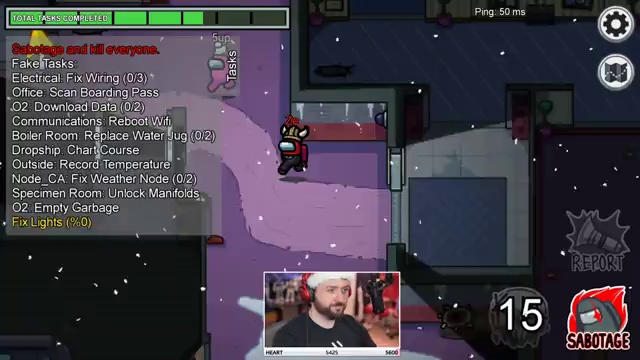 TOTAL TASKS COMPLETED
Ping: 50 ms
Sabotage and kill everyone.
Fake Tasks:
Electrical: Fix Wiring (0/3)
Office: Scan Boarding Pass
O2: Download Data (0/2)
Communications: Reboot Wifi
Boiler Room: Replace Water Jug (0/2)
Dropship: Chart Course
Outside: Record Temperature
Node_CA: Fix Weather Node (0/2)
Specimen Room: Unlock Manifolds
O2: Empty Garbage
Fix Lights (%0)
5up
Tasks
REPORT
15
SABOTAGE
HEART 5425 5600